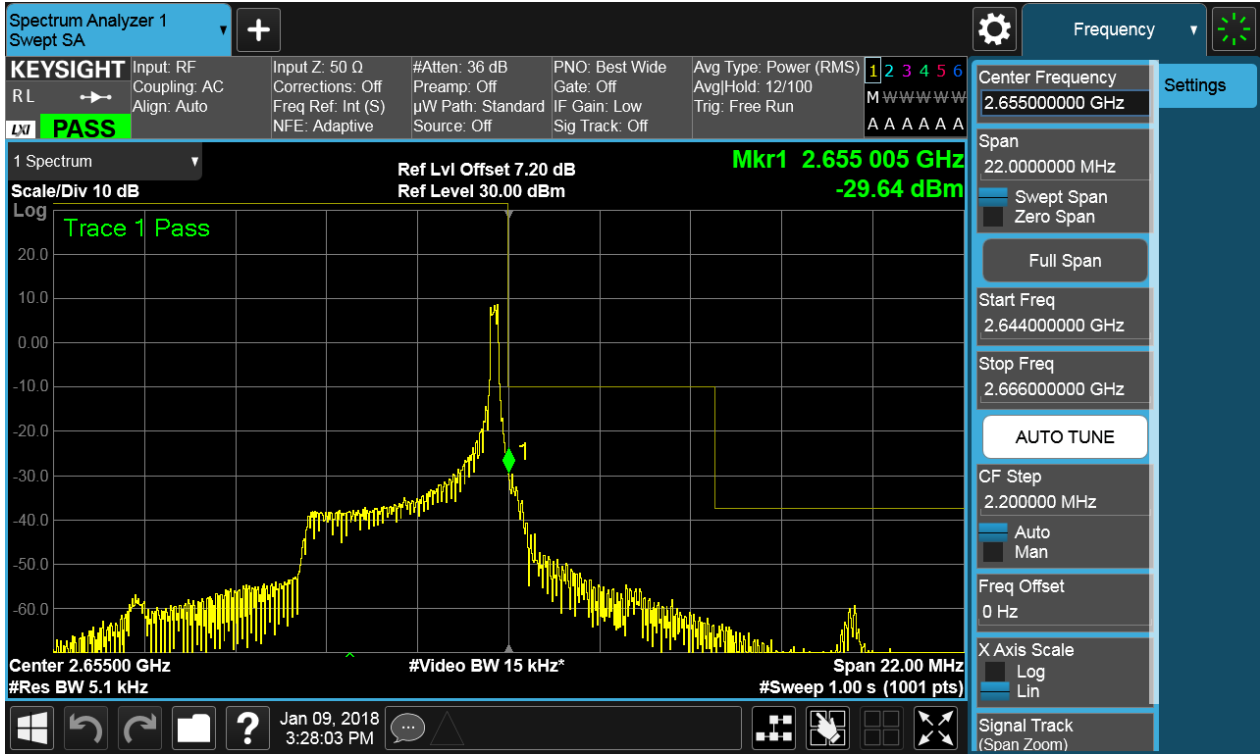 Spectrum Analyzer 1
Swept SA
+
Frequency
KEYSIGHT
RL
LXI
PASS
Input: RF
Coupling: AC
Align: Auto
Input Z: 50 Ω
Corrections: Off
Freq Ref: Int (S)
NFE: Adaptive
#Atten: 36 dB
Preamp: Off
µW Path: Standard
Source: Off
PNO: Best Wide
Gate: Off
IF Gain: Low
Sig Track: Off
Avg Type: Power (RMS)
Avg|Hold: 12/100
Trig: Free Run
1 2 3 4 5 6
M W W W W W
A A A A A A
1 Spectrum
Scale/Div 10 dB
Log
Ref Lvl Offset 7.20 dB
Ref Level 30.00 dBm
Mkr1 2.655 005 GHz
-29.64 dBm
Trace 1 Pass
20.0
10.0
0.00
-10.0
-20.0
-30.0
-40.0
-50.0
-60.0
1
Center 2.65500 GHz
#Res BW 5.1 kHz
#Video BW 15 kHz*
Span 22.00 MHz
#Sweep 1.00 s (1001 pts)
Center Frequency
2.655000000 GHz
Settings
Span
22.0000000 MHz
Swept Span
Zero Span
Full Span
Start Freq
2.644000000 GHz
Stop Freq
2.666000000 GHz
AUTO TUNE
CF Step
2.200000 MHz
Auto
Man
Freq Offset
0 Hz
X Axis Scale
Log
Lin
Signal Track
(Span Zoom)
?
Jan 09, 2018
3:28:03 PM